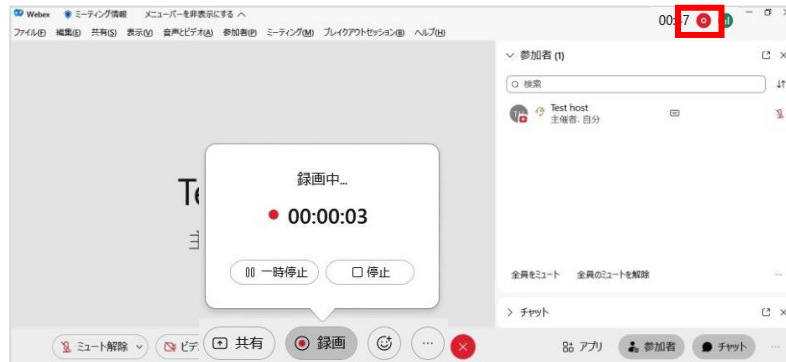 Webex ミーティング情報 メニューバーを非表示にする ヘ
ファイル(F) 編集(E) 共有(S) 表示(V) 音声とビデオ(A) 参加者(P) ミーティング(M) ブレイクアウトセッション(B) ヘルプ(H)
参加者 (1)
検索
Test host
主催者、自分
録画中...
00:00:03
一時停止
停止
全員をミュート 全員のミュートを解除
チャット
ミュート解除
共有
録画
アプリ
参加者
チャット